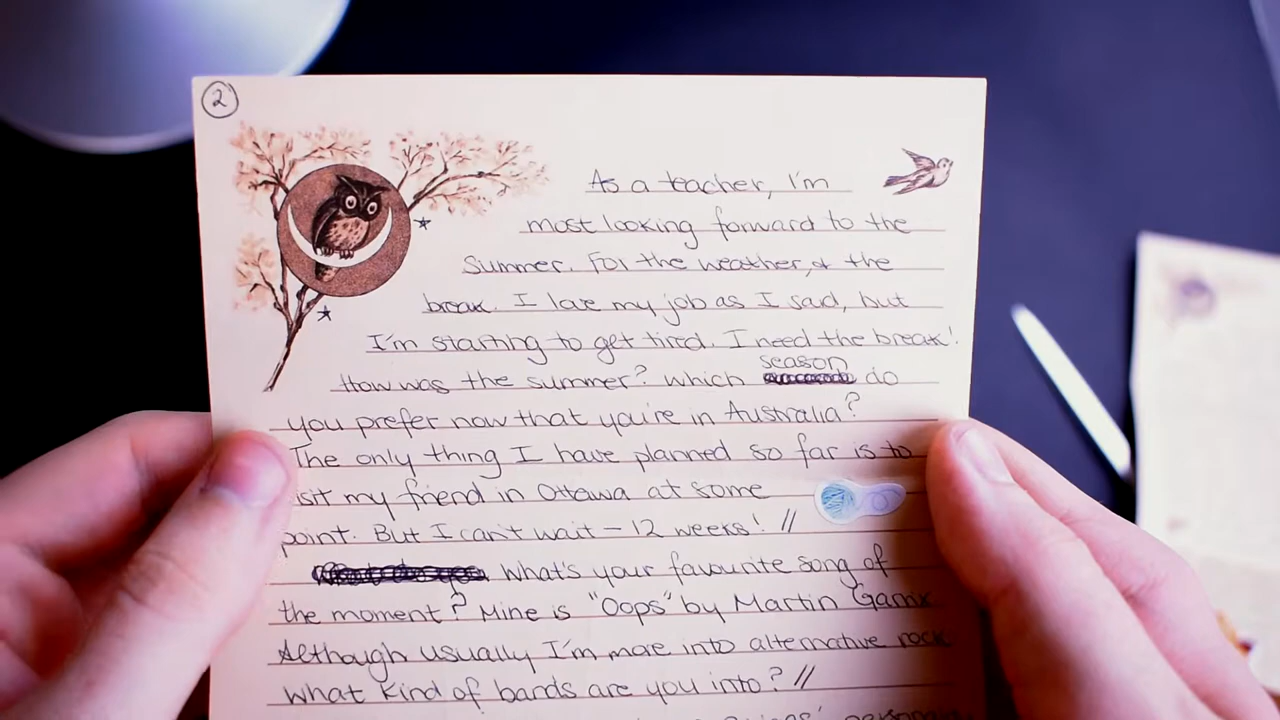 2
As a teacher, I'm
most looking forward to the
summer. For the weather, & the
break. I love my job as I said, but
I'm starting to get tired. I need the break!
season
How was the summer? Which do
you prefer now that you're in Australia?
The only thing I have planned so far is to
isit my friend in Ottawa at some
point. But I can't wait – 12 weeks! //
What's your favourite song of
the moment? Mine is "Oops" by Martin Garrix
Although usually I'm more into alternative rock
what kind of bands are you into? //